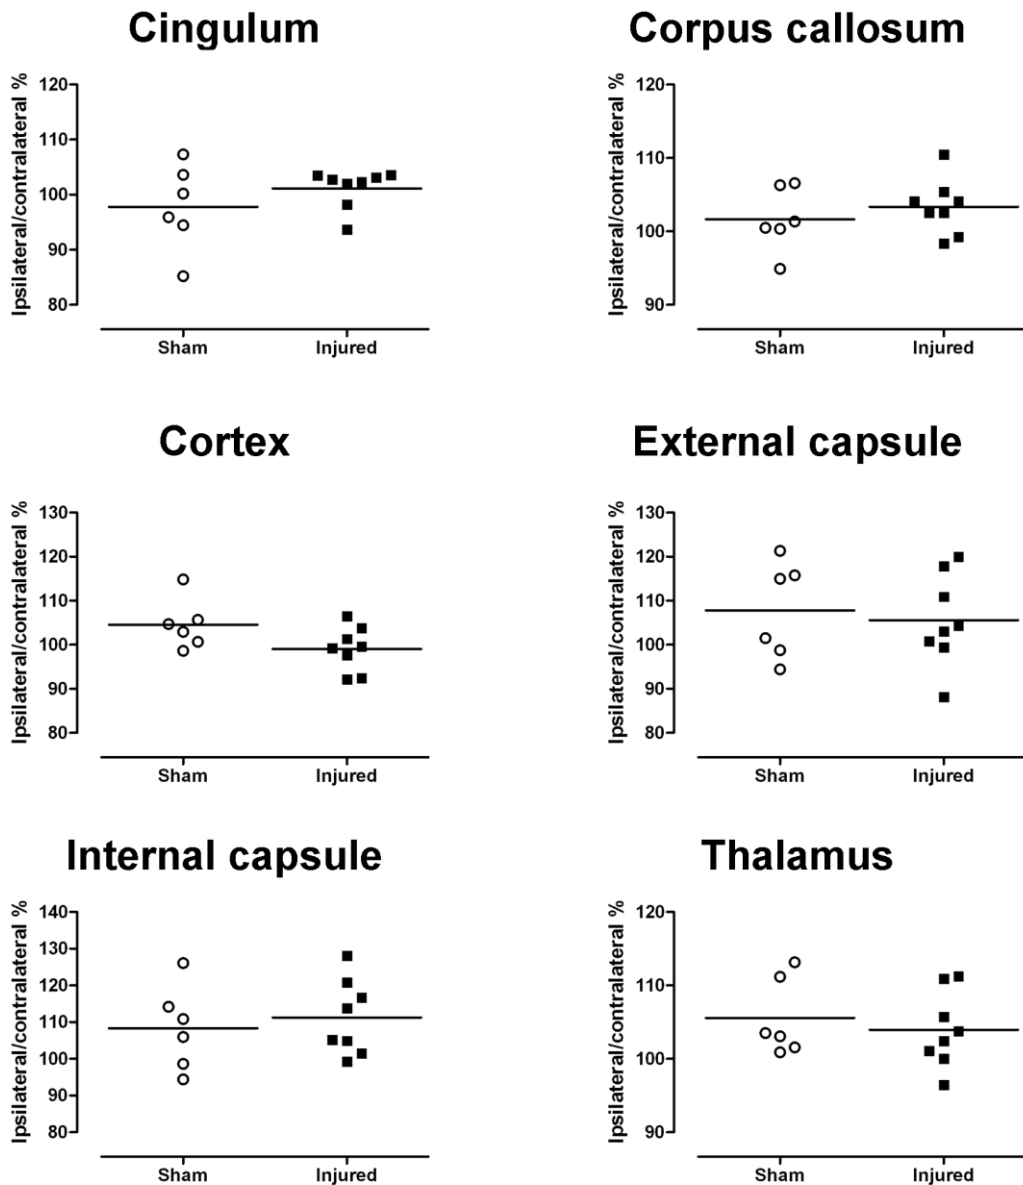 Cingulum
Ipsilateral/contralateral %
120
110
100
90
80
Sham Injured
Corpus callosum
Ipsilateral/contralateral %
120
110
100
90
Sham Injured
Cortex
Ipsilateral/contralateral %
130
120
110
100
90
80
Sham Injured
External capsule
Ipsilateral/contralateral %
130
120
110
100
90
80
Sham Injured
Internal capsule
Ipsilateral/contralateral %
140
130
120
110
100
90
80
Sham Injured
Thalamus
Ipsilateral/contralateral %
120
110
100
90
Sham Injured